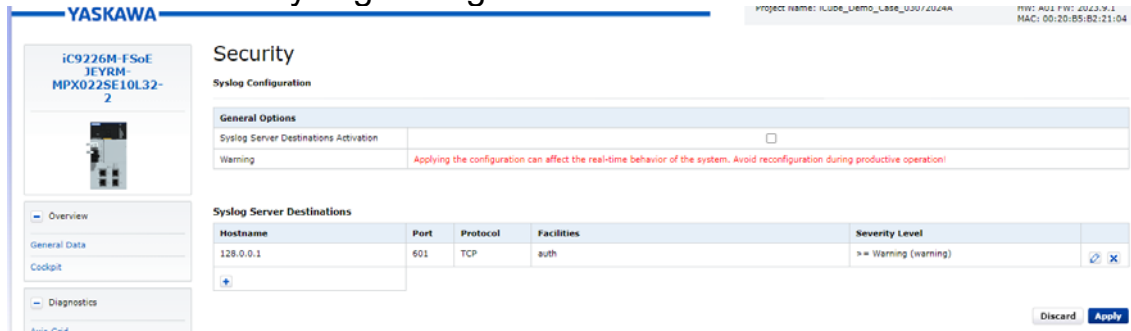 YASKAWA
Project Name: iCube_Demo_Case_03072024A
HW: A01 FW: 2023.9.1
MAC: 00:20:B5:B2:21:04
iC9226M-FSoE
JEYRM-
MPX022SE10L32-
2
Security
Syslog Configuration
General Options
Syslog Server Destinations Activation
Warning Applying the configuration can affect the real-time behavior of the system. Avoid reconfiguration during productive operation!
Overview
General Data
Cockpit
Diagnostics
Syslog Server Destinations
Hostname Port Protocol Facilities Severity Level
128.0.0.1 601 TCP auth >= Warning (warning)
Discard Apply